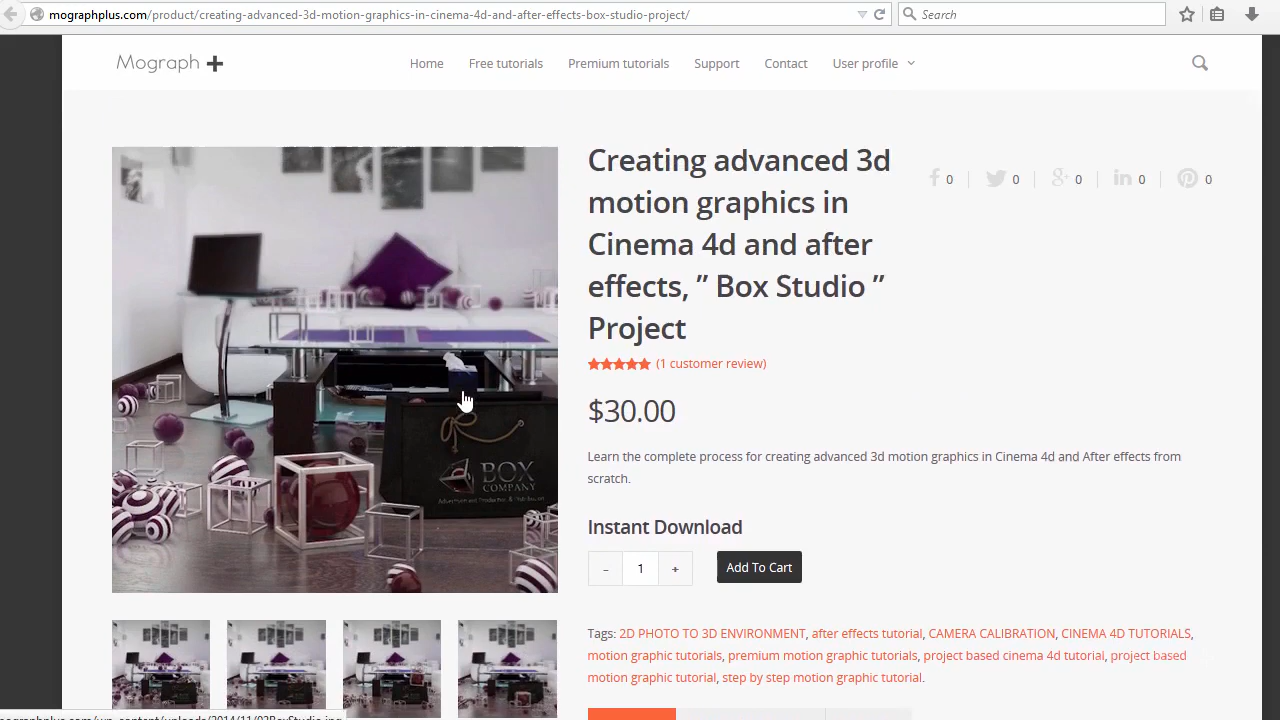 mographplus.com/product/creating-advanced-3d-motion-graphics-in-cinema-4d-and-after-effects-box-studio-project/
Search
Mograph
Home
Free tutorials
Premium tutorials
Support
Contact
User profile
Creating advanced 3d
motion graphics in
Cinema 4d and after
effects, ” Box Studio ”
Project
0
0
0
0
0
(1 customer review)
$30.00
Learn the complete process for creating advanced 3d motion graphics in Cinema 4d and After effects from
scratch.
BOX
COMPANY
Instant Download
- 1 +
Add To Cart
Tags: 2D PHOTO TO 3D ENVIRONMENT, after effects tutorial, CAMERA CALIBRATION, CINEMA 4D TUTORIALS,
motion graphic tutorials, premium motion graphic tutorials, project based cinema 4d tutorial, project based
motion graphic tutorial, step by step motion graphic tutorial.